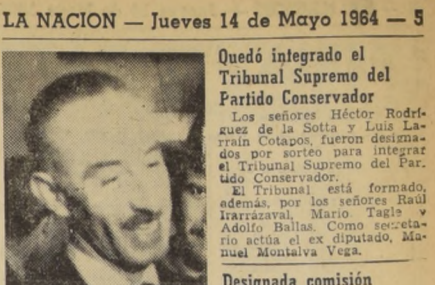 LA NACION — Jueves 14 de Mayo 1964 — 5
Quedó integrado el
Tribunal Supremo del
Partido Conservador
Los señores Héctor Rodrí-
guez de la Sotta y Luis La-
rraín Cotapos, fueron designa-
dos por sorteo para integrar
el Tribunal Supremo del Par.
tido Conservador.
El Tribunal está formado,
además, por los señores Raúl
Irarrázaval, Mario Tagle y
Adolfo Ballas. Como secreta-
rio actúa el ex diputado, Ma-
nuel Montalva Vega.
Designada comisión